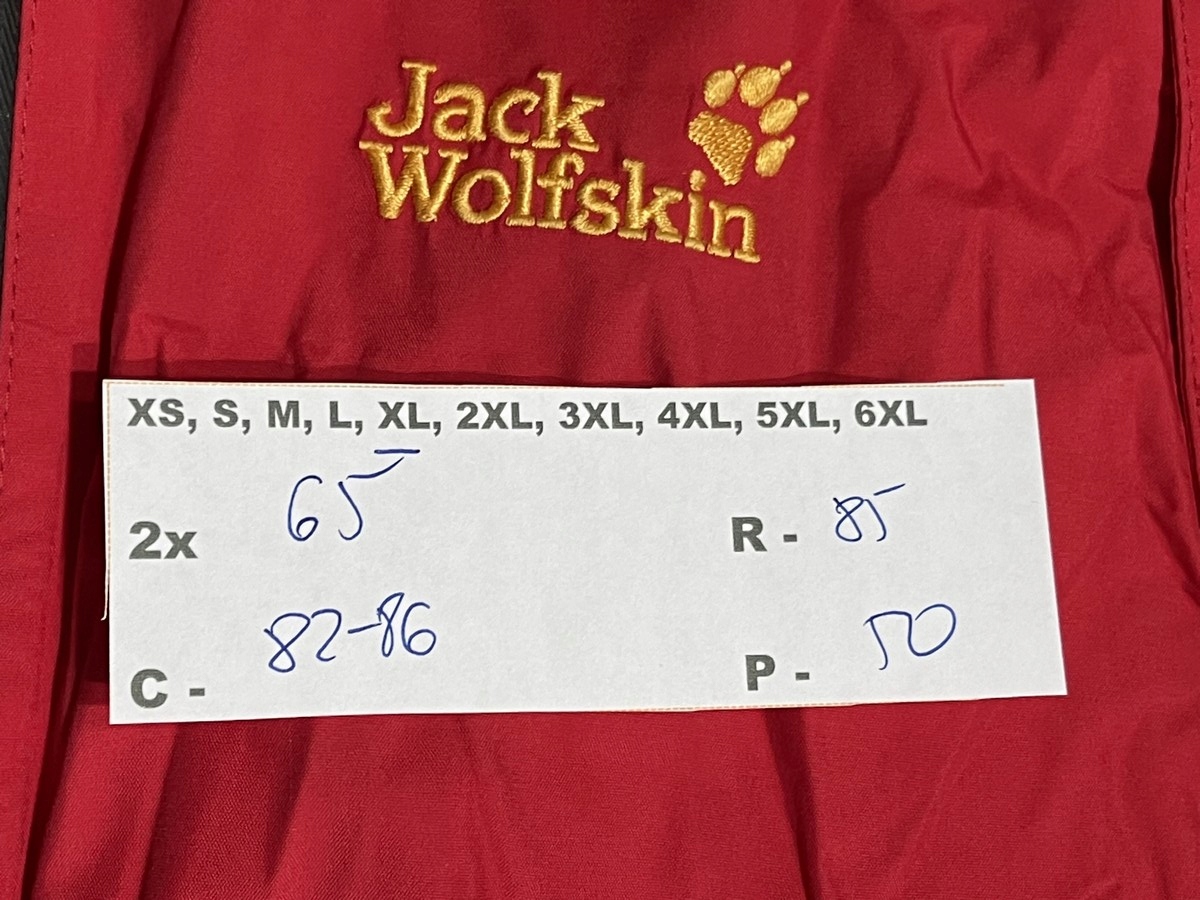 Jack
Wolfskin
XS, S, M, L, XL, 2XL, 3XL, 4XL, 5XL, 6XL
2x 65 R - 85
C - 82-86 P - 50